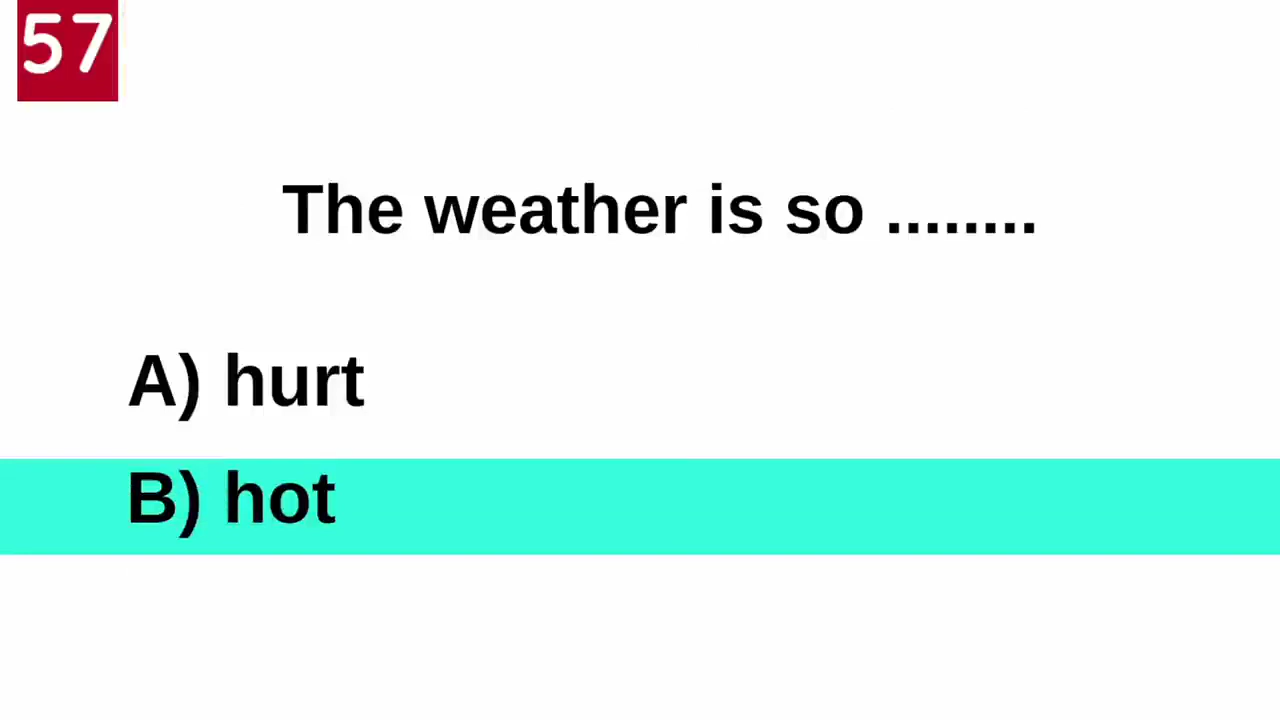 57
The weather is so ........
A) hurt
B) hot